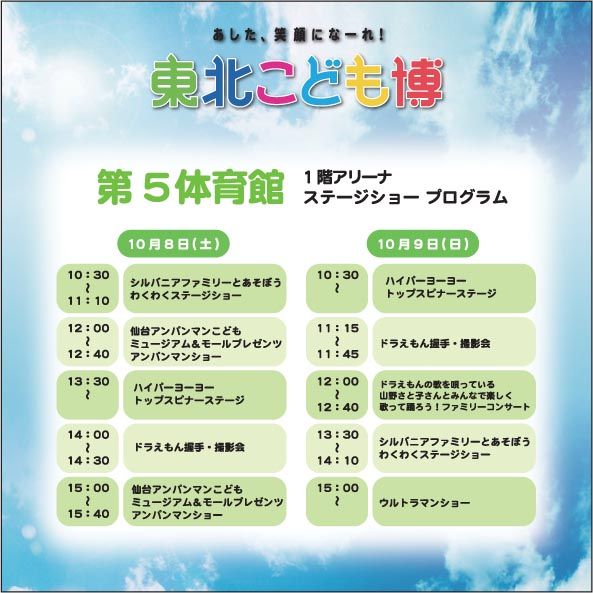 あした、笑顔になーれ!
東北こども博
第5体育館
1階アリーナ
ステージショー プログラム
10月8日(土)
10:30
~
11:10
シルバニアファミリーとあそぼう
わくわくステージショー
12:00
~
12:40
仙台アンパンマンこども
ミュージアム&モールプレゼンツ
アンパンマンショー
13:30
~
ハイパーヨーヨー
トップスピナーステージ
14:00
~
14:30
ドラえもん握手・撮影会
15:00
~
15:40
仙台アンパンマンこども
ミュージアム&モールプレゼンツ
アンパンマンショー
10月9日(日)
10:30
~
ハイパーヨーヨー
トップスピナーステージ
11:15
~
11:45
ドラえもん握手・撮影会
12:00
~
12:40
ドラえもんの歌を唄っている
山野さと子さんとみんなで楽しく
歌って踊ろう!ファミリーコンサート
13:30
~
14:10
シルバニアファミリーとあそぼう
わくわくステージショー
15:00
~
ウルトラマンショー